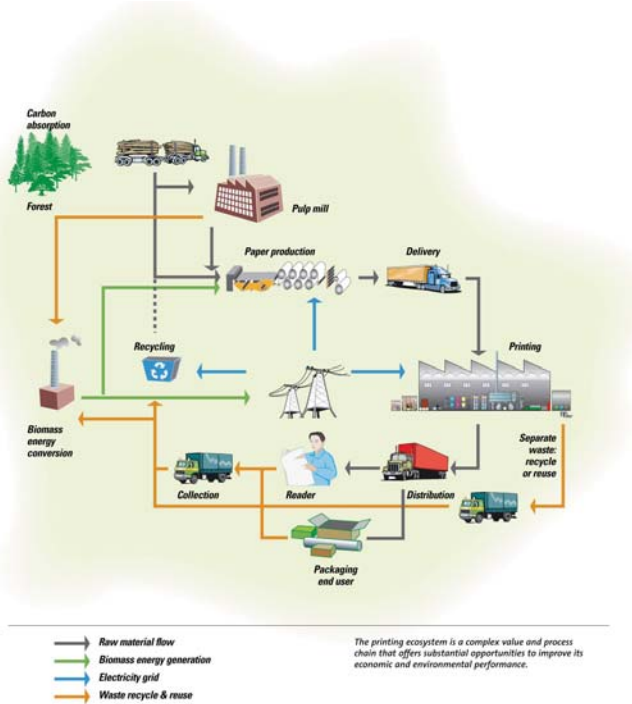 Carbon
absorption
Forest
Pulp mill
Paper production
Delivery
Recycling
Printing
Biomass
energy
conversion
Separate
waste:
recycle
or reuse
Collection
Reader
Distribution
Packaging
end user
Raw material flow
Biomass energy generation
Electricity grid
Waste recycle & reuse
The printing ecosystem is a complex value and process
chain that offers substantial opportunities to improve its
economic and environmental performance.